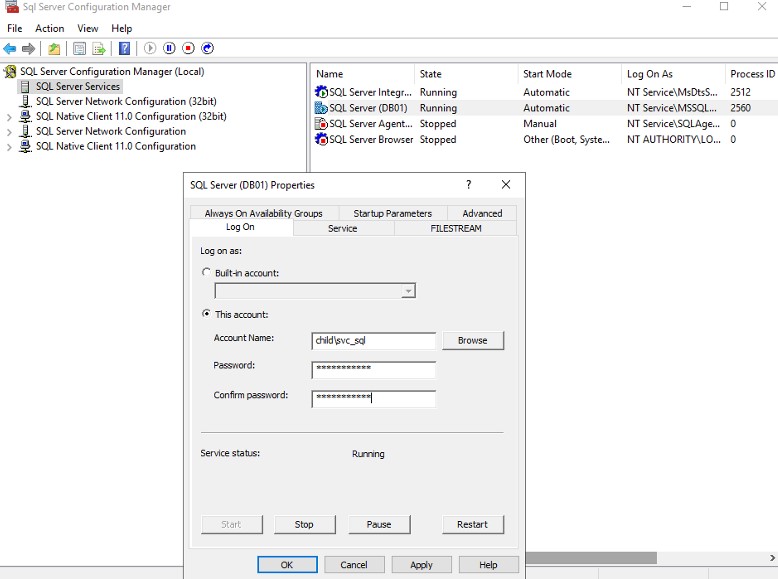 Sql Server Configuration Manager
File Action View Help
SQL Server Configuration Manager (Local)
SQL Server Services
SQL Server Network Configuration (32bit)
SQL Native Client 11.0 Configuration (32bit)
SQL Server Network Configuration
SQL Native Client 11.0 Configuration
Name State Start Mode Log On As Process ID
SQL Server Integr... Running Automatic NT Service\MsDtsS... 2512
SQL Server (DB01) Running Automatic NT Service\MSSQL... 2560
SQL Server Agent... Stopped Manual NT Service\SQLAge... 0
SQL Server Browser Stopped Other (Boot, Syste... NT AUTHORITY\LO... 0
SQL Server (DB01) Properties ?
Always On Availability Groups Startup Parameters Advanced
Log On Service FILESTREAM
Log on as:
Built-in account:
This account:
Account Name: child\svc_sql Browse
Password: ***********
Confirm password: ***********
Service status: Running
Start Stop Pause Restart
OK Cancel Apply Help